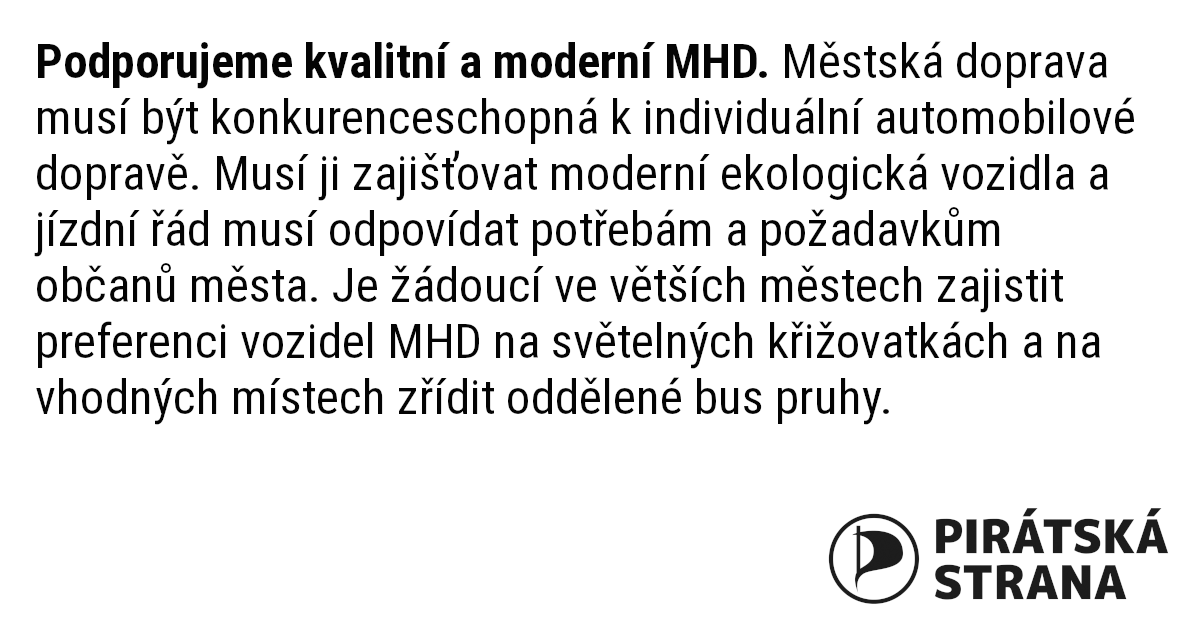 Podporujeme kvalitní a moderní MHD. Městská doprava
musí být konkurenceschopná k individuální automobilové
dopravě. Musí ji zajišťovat moderní ekologická vozidla a
jízdní řád musí odpovídat potřebám a požadavkům
občanů města. Je žádoucí ve větších městech zajistit
preferenci vozidel MHD na světelných křižovatkách a na
vhodných místech zřídit oddělené bus pruhy.
PIRÁTSKÁ
STRANA